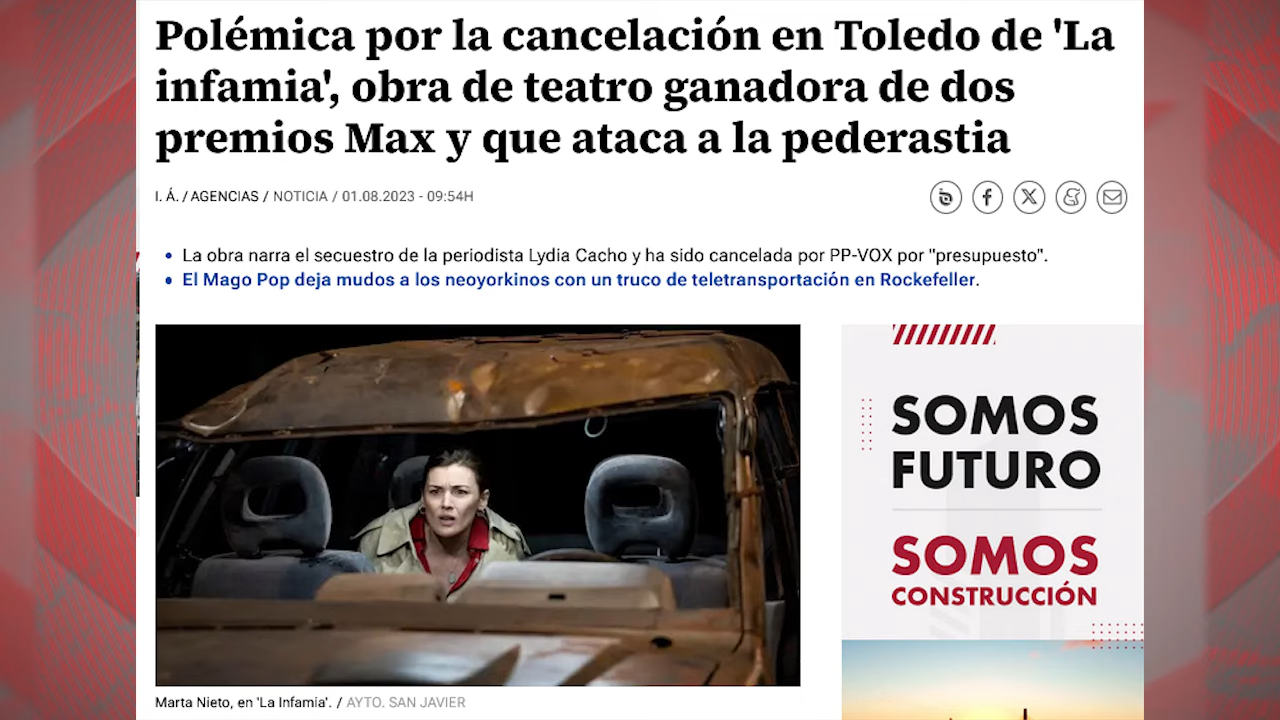 Polémica por la cancelación en Toledo de 'La
infamia', obra de teatro ganadora de dos
premios Max y que ataca a la pederastia
I. Á. / AGENCIAS / NOTICIA / 01.08.2023 - 09:54H
La obra narra el secuestro de la periodista Lydia Cacho y ha sido cancelada por PP-VOX por "presupuesto".
El Mago Pop deja mudos a los neoyorkinos con un truco de teletransportación en Rockefeller.
SOMOS
FUTURO
SOMOS
CONSTRUCCIÓN
Marta Nieto, en 'La Infamia'. / AYTO. SAN JAVIER